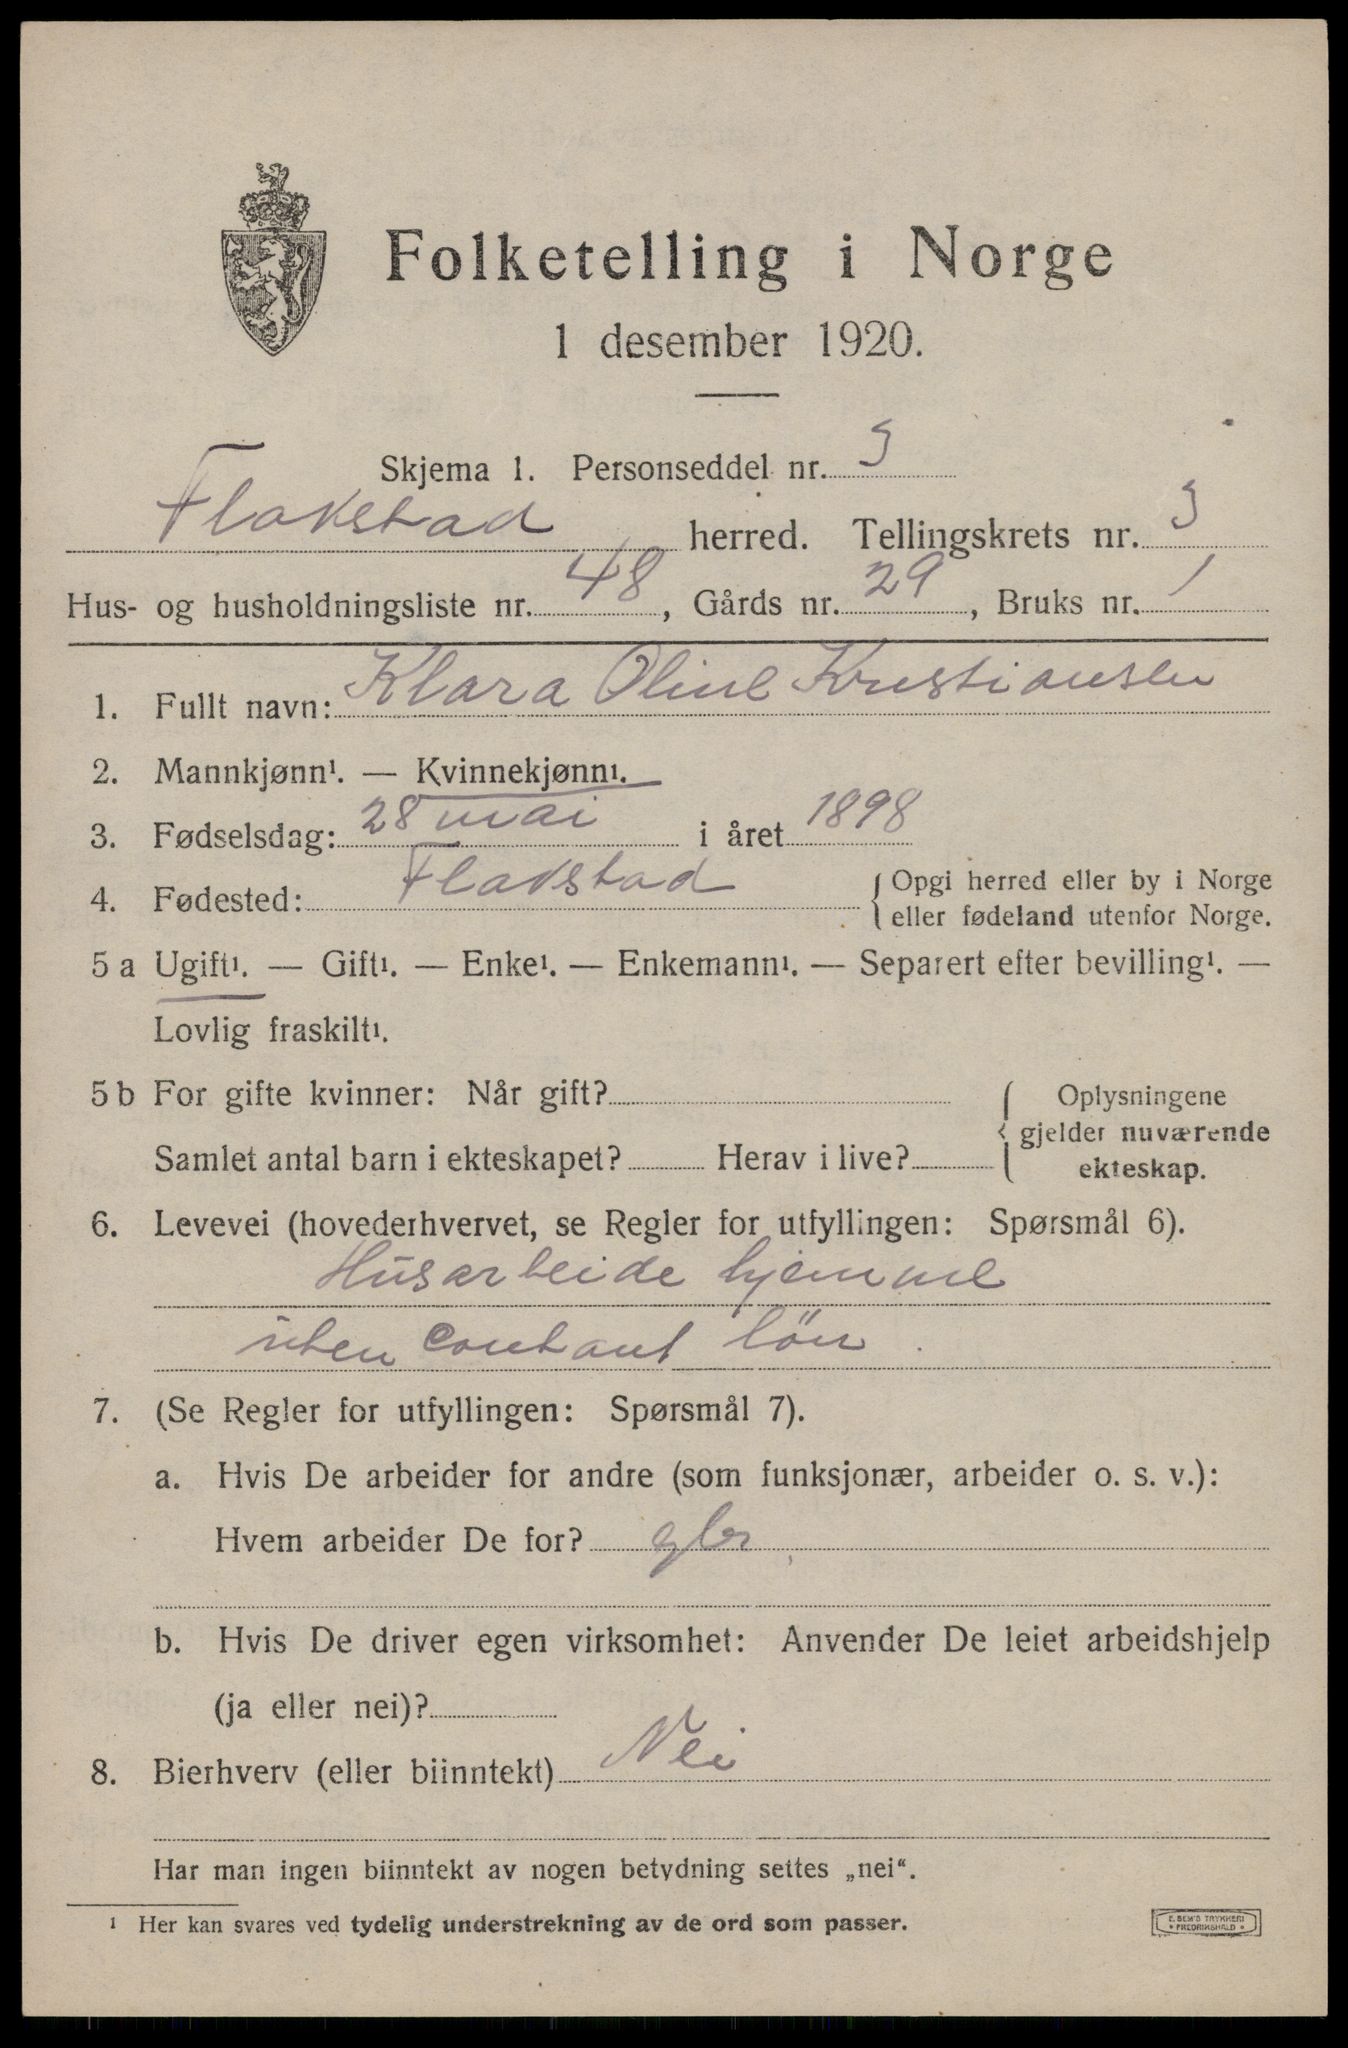 Folketelling i Norge
1 desember 1920.
Skjema 1. Personseddel nr. 3
Flakstad herred. Tellingskrets nr. 3
Hus- og husholdningsliste nr. 48, Gårds nr. 29, Bruks nr. 1
1. Fullt navn: Klara Oline Kristiansen
2. Mannkjønn¹. — Kvinnekjønn¹.
3. Fødselsdag: 28 mai i året 1898
4. Fødested: Flakstad {Opgi herred eller by i Norge
eller fødeland utenfor Norge.
5 a Ugift¹. — Gift¹. — Enke¹. — Enkemann¹. — Separert efter bevilling¹. —
Lovlig fraskilt¹.
5 b For gifte kvinner: Når gift? { Oplysningene
gjelder nuværende
Samlet antal barn i ekteskapet? Herav i live? ekteskap.
6. Levevei (hovederhvervet, se Regler for utfyllingen: Spørsmål 6).
Husarbeide hjemme
uten contant lön.
7. (Se Regler for utfyllingen: Spørsmål 7).
a. Hvis De arbeider for andre (som funksjonær, arbeider o. s. v.):
Hvem arbeider De for?
b. Hvis De driver egen virksomhet: Anvender De leiet arbeidshjelp
(ja eller nei)?
8. Bierhverv (eller biinntekt) Nei
Har man ingen biinntekt av nogen betydning settes „nei“.
¹ Her kan svares ved tydelig understrekning av de ord som passer.
E. SEM'S TRYKKERI
• FREDRIKSHALD •